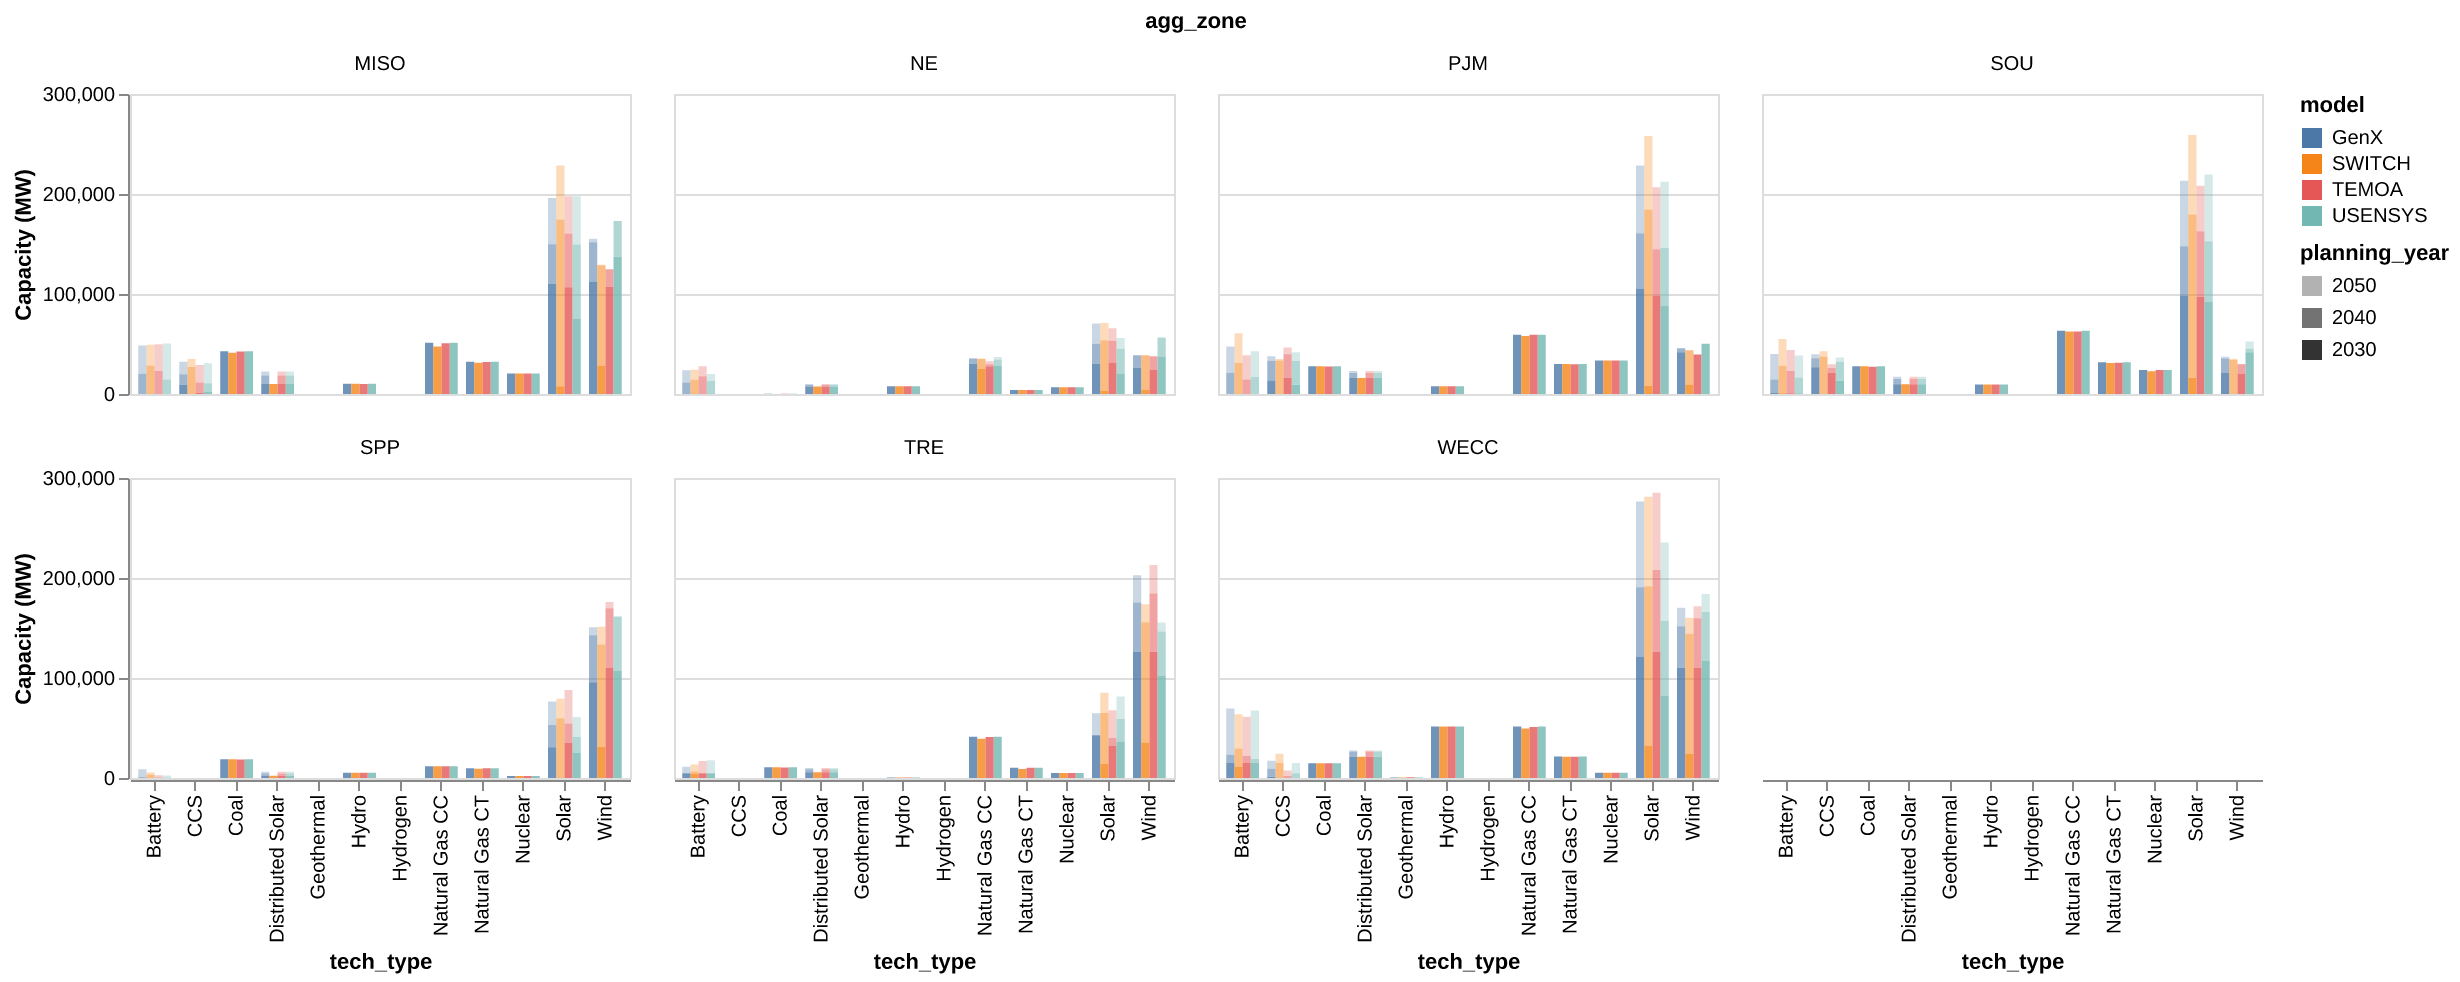 agg_zone
MISO
NE
PJM
SOU
300,000
200,000
100,000
0
Capacity (MW)
model
GenX
SWITCH
TEMOA
USENSYS
planning_year
2050
2040
2030
SPP
TRE
WECC
300,000
200,000
100,000
0
Capacity (MW)
Battery
CCS
Coal
Distributed Solar
Geothermal
Hydro
Hydrogen
Natural Gas CC
Natural Gas CT
Nuclear
Solar
Wind
tech_type
Battery
CCS
Coal
Distributed Solar
Geothermal
Hydro
Hydrogen
Natural Gas CC
Natural Gas CT
Nuclear
Solar
Wind
tech_type
Battery
CCS
Coal
Distributed Solar
Geothermal
Hydro
Hydrogen
Natural Gas CC
Natural Gas CT
Nuclear
Solar
Wind
tech_type
Battery
CCS
Coal
Distributed Solar
Geothermal
Hydro
Hydrogen
Natural Gas CC
Natural Gas CT
Nuclear
Solar
Wind
tech_type